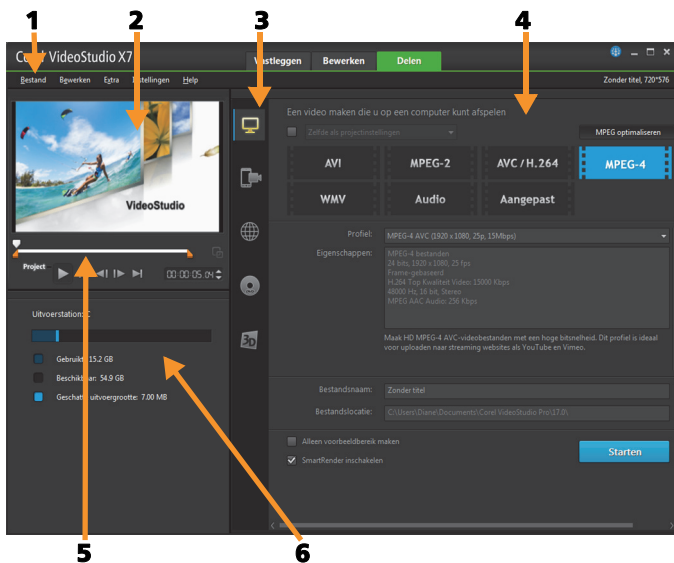 1 2 3 4
Corel VideoStudio X7
Vastleggen Bewerken Delen
Bestand Bewerken Extra Instellingen Help
Zonder titel, 720*576
Een video maken die u op een computer kunt afspelen
Zelfde als projectinstellingen
MPEG optimaliseren
AVI MPEG-2 AVC / H.264 MPEG-4
WMV Audio Aangepast
VideoStudio
Profiel: MPEG-4 AVC (1920 x 1080, 25p, 15Mbps)
Eigenschappen: MPEG-4 bestanden
24 bits, 1920 x 1080, 25 fps
Frame-gebaseerd
H.264 Top Kwaliteit Video: 15000 Kbps
48000 Hz, 16 bit, Stereo
MPEG AAC Audio: 256 Kbps
Project
00:00:05.04
3D
Uitvoerstation: C
Gebruikt: 15.2 GB
Beschikbaar: 54.9 GB
Geschatte uitvoergrootte: 7.00 MB
Maak HD MPEG-4 AVC-videobestanden met een hoge bitsnelheid. Dit profiel is ideaal
voor uploaden naar streaming websites als YouTube en Vimeo.
Bestandsnaam: Zonder titel
Bestandslocatie: C:\Users\Diane\Documents\Corel VideoStudio Pro\17.0\
Alleen voorbeeldbereik maken
SmartRender inschakelen
Starten
5 6